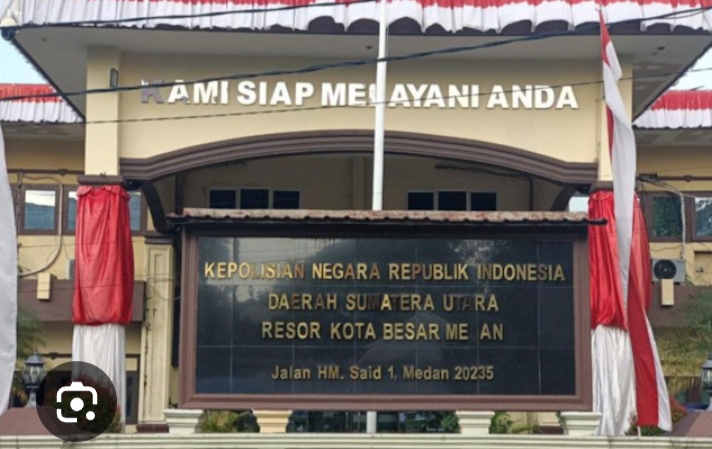 KAMI SIAP MELAYANI ANDA
KEPOLISIAN NEGARA REPUBLIK INDONESIA
DAERAH SUMATERA UTARA
RESOR KOTA BESAR ME AN
Jalan HM. Said 1, Medan 20235